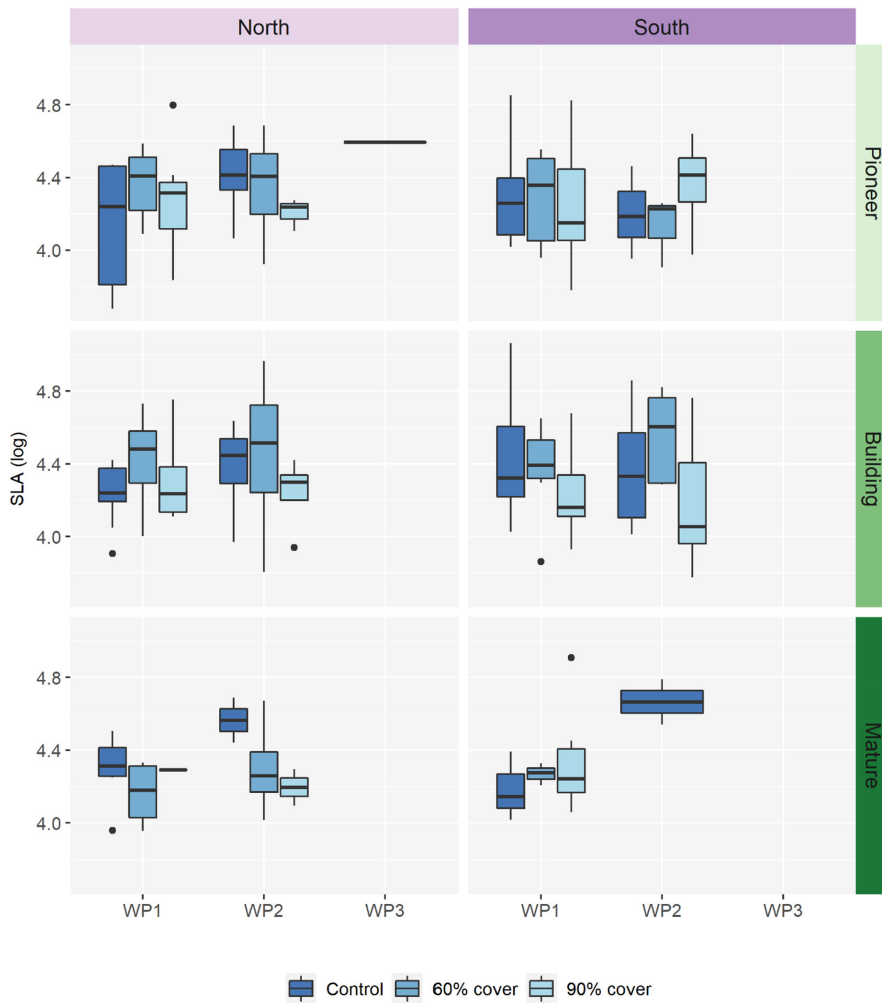 North South
4.8
4.4
4.0
Pioneer
4.8
4.4
4.0
Building
SLA (log)
4.8
4.4
4.0
Mature
WP1 WP2 WP3 WP1 WP2 WP3
Control 60% cover 90% cover